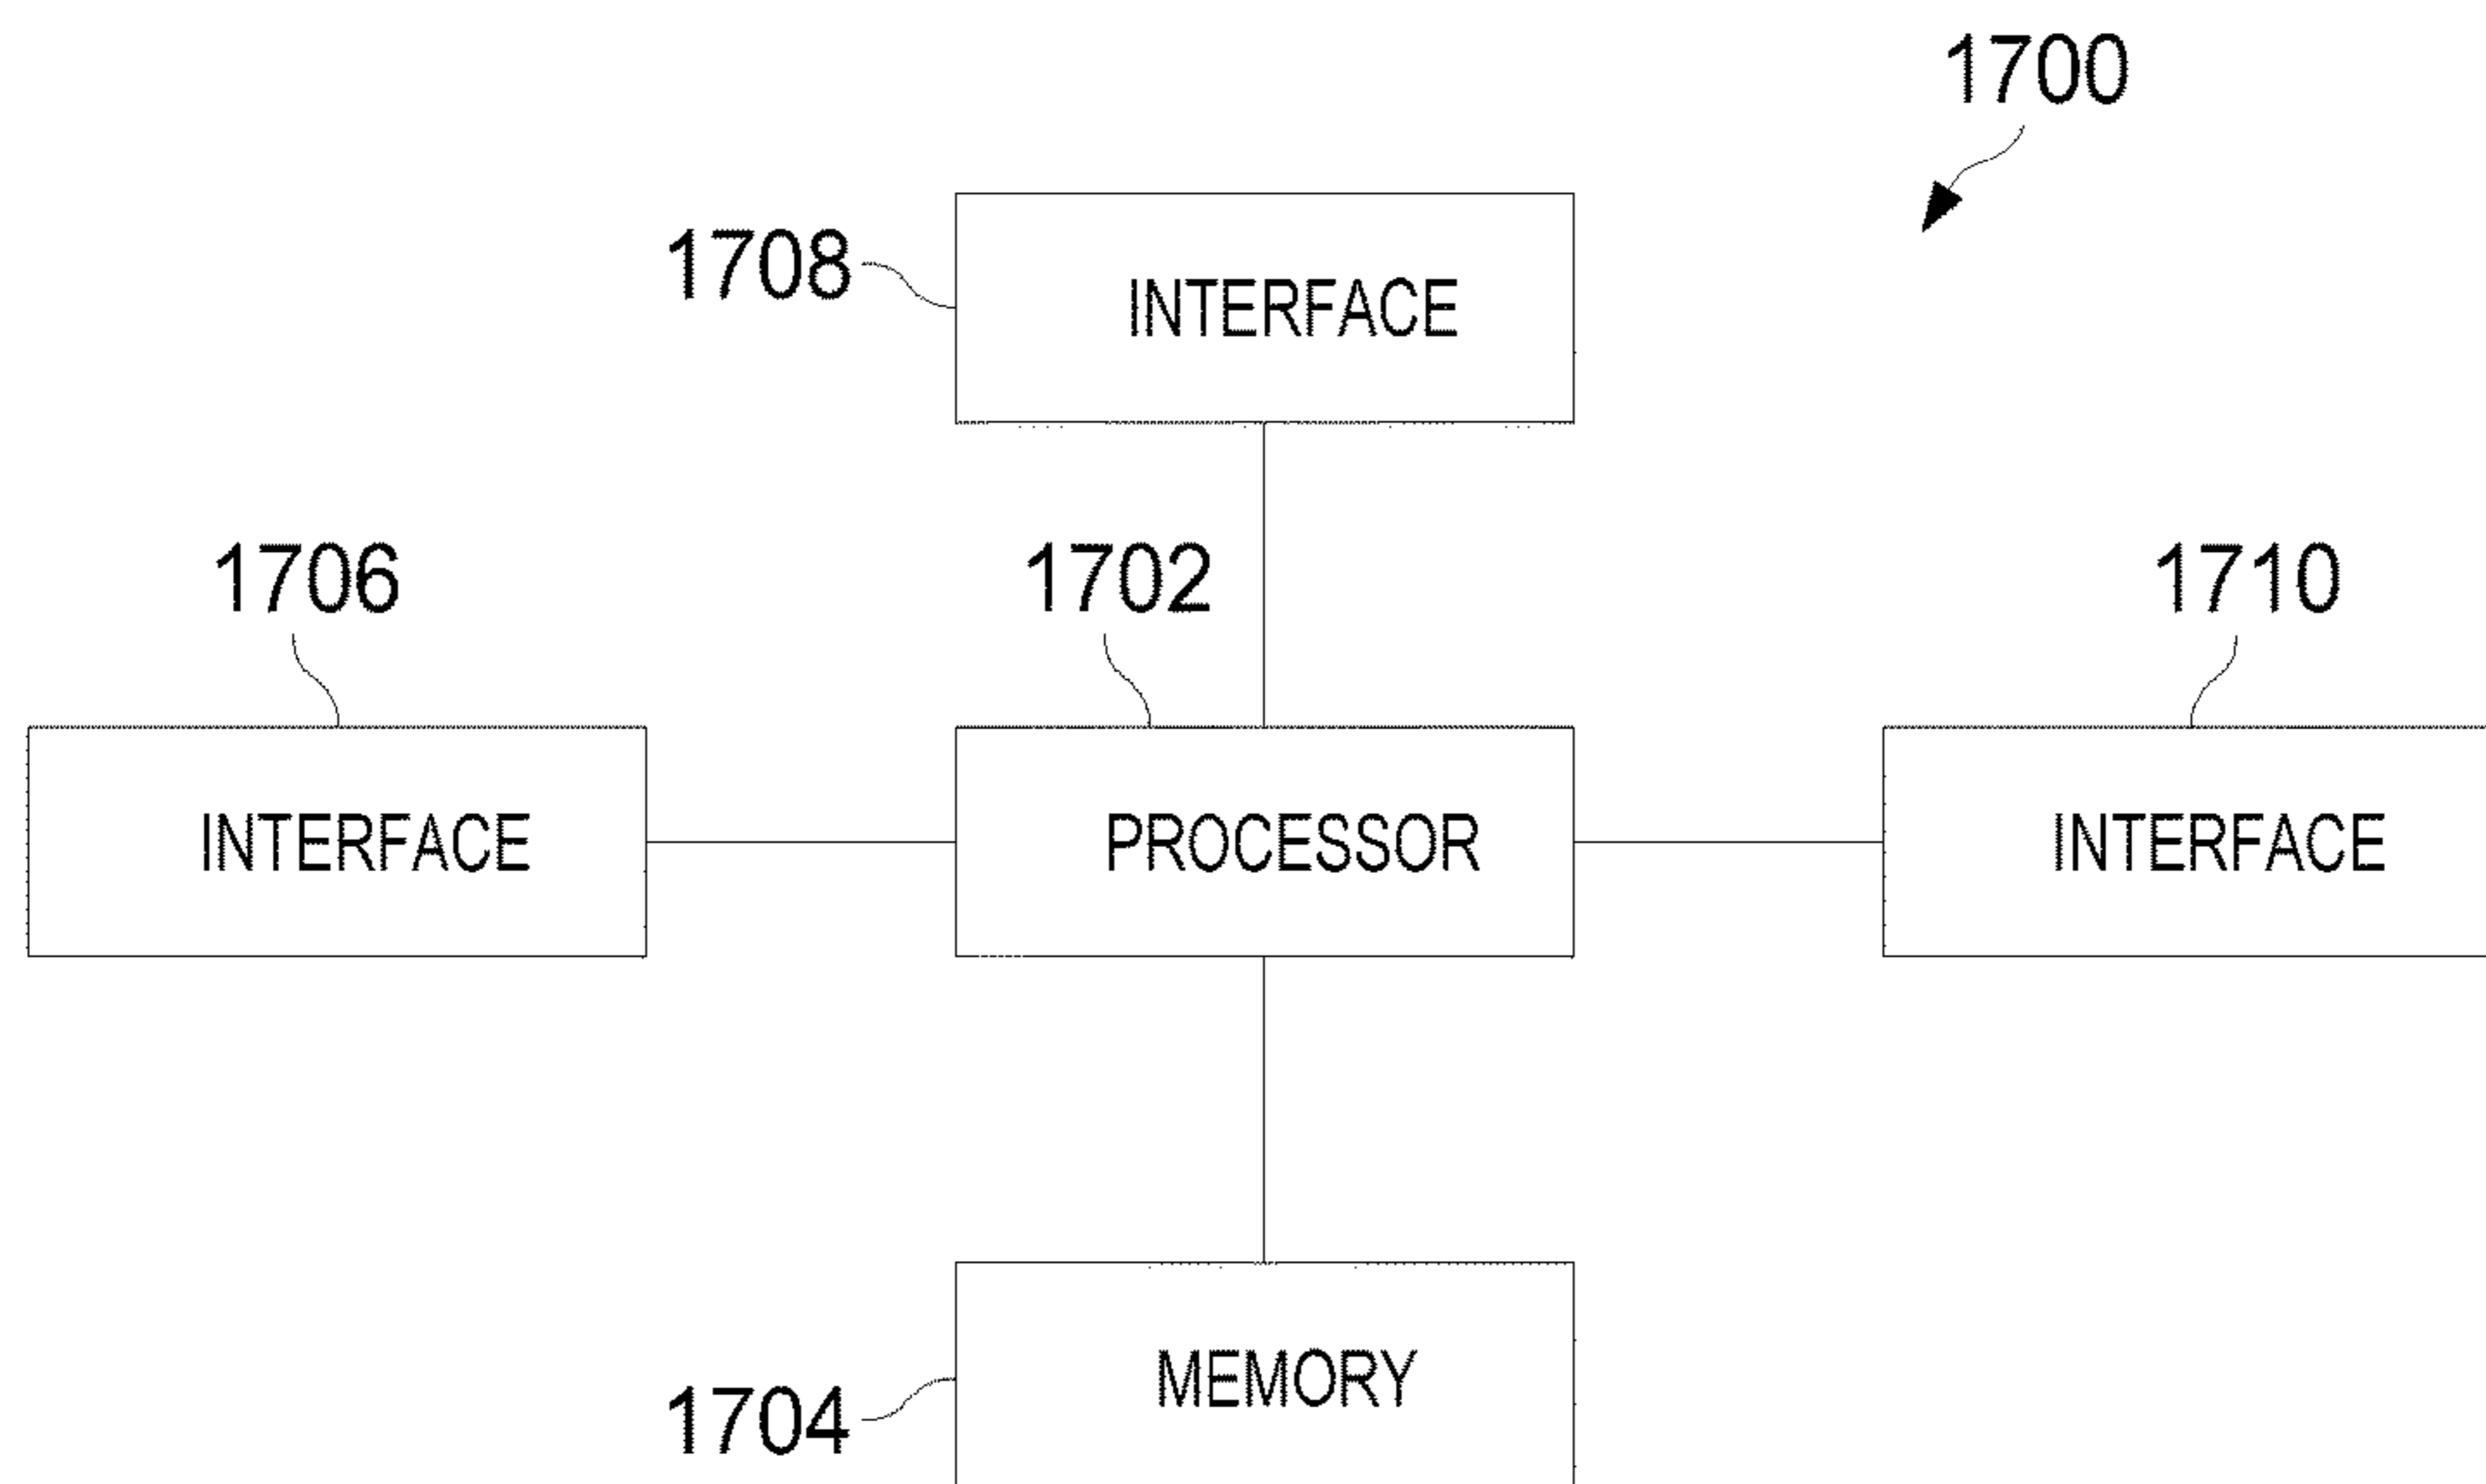 1700
1708
INTERFACE
1706
1702
1710
INTERFACE
PROCESSOR
INTERFACE
MEMORY
1704